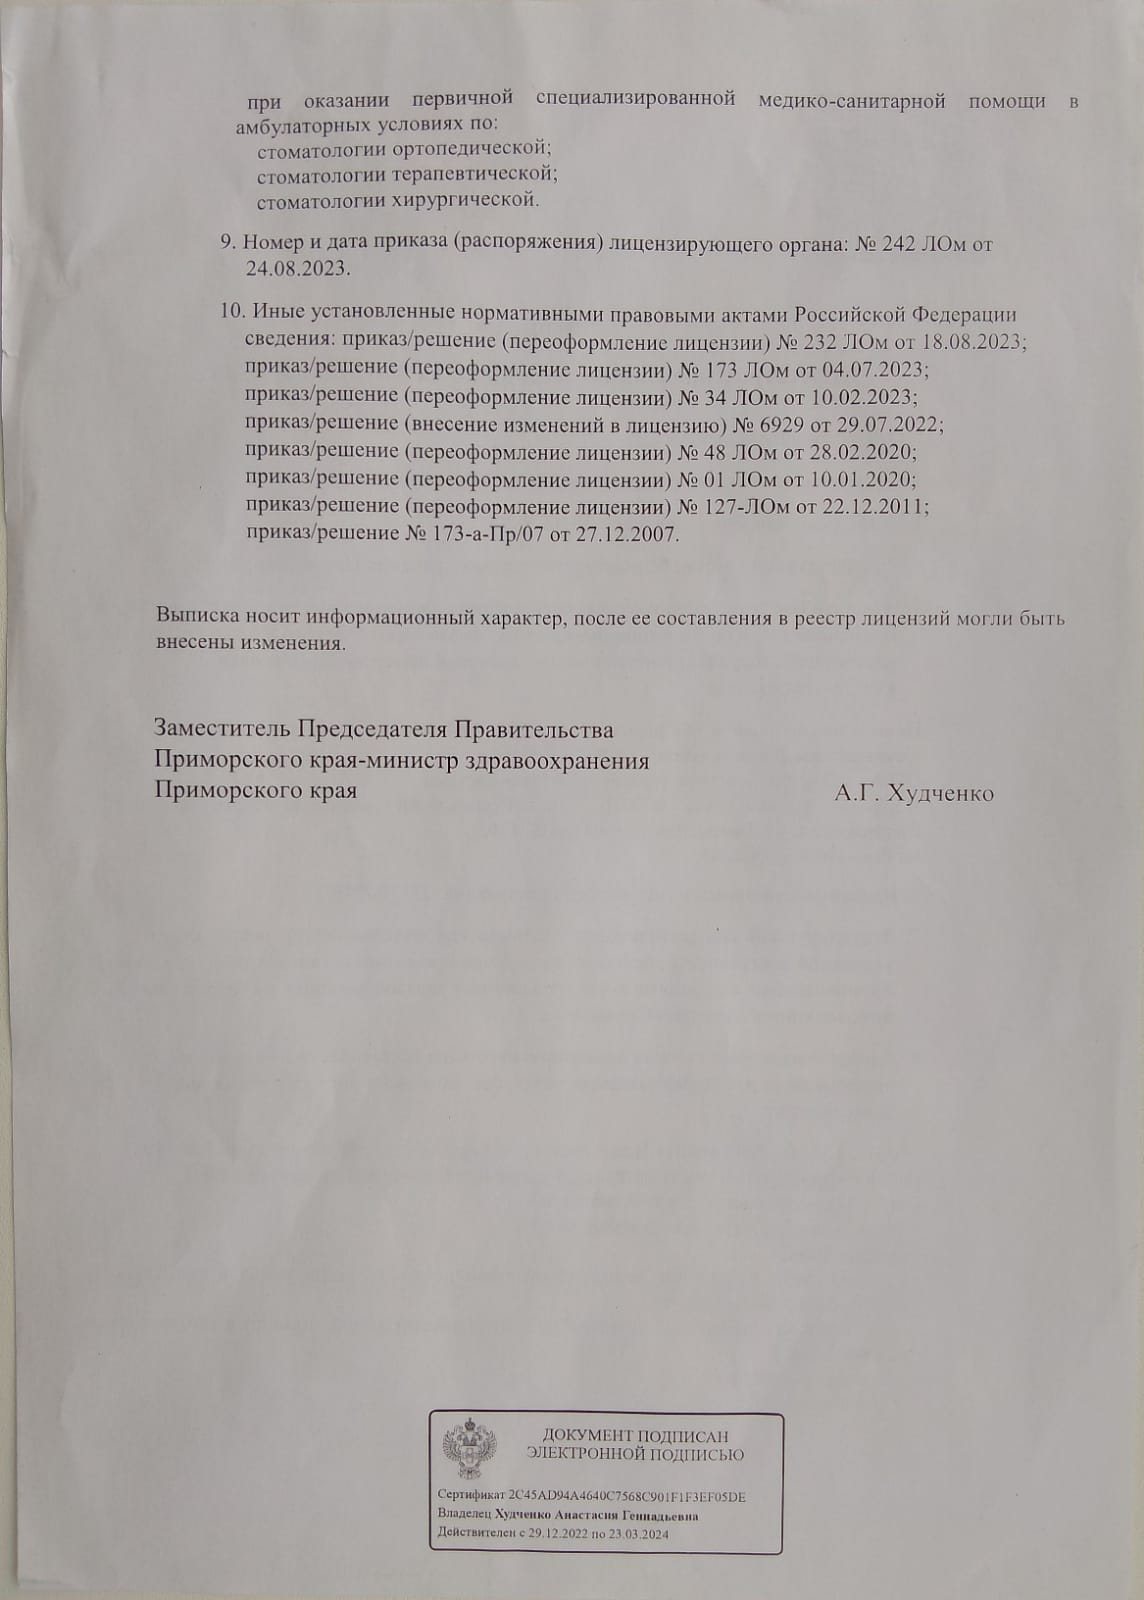 при оказании первичной специализированной медико-санитарной помощи в
амбулаторных условиях по:
стоматологии ортопедической;
стоматологии терапевтической;
стоматологии хирургической.
9. Номер и дата приказа (распоряжения) лицензирующего органа: № 242 ЛОм от
24.08.2023.
10. Иные установленные нормативными правовыми актами Российской Федерации
сведения: приказ/решение (переоформление лицензии) № 232 ЛОм от 18.08.2023;
приказ/решение (переоформление лицензии) № 173 ЛОм от 04.07.2023;
приказ/решение (переоформление лицензии) № 34 ЛОм от 10.02.2023;
приказ/решение (внесение изменений в лицензию) № 6929 от 29.07.2022;
приказ/решение (переоформление лицензии) № 48 ЛОм от 28.02.2020;
приказ/решение (переоформление лицензии) № 01 ЛОм от 10.01.2020;
приказ/решение (переоформление лицензии) № 127-ЛОм от 22.12.2011;
приказ/решение № 173-а-Пр/07 от 27.12.2007.
Выписка носит информационный характер, после ее составления в реестр лицензий могли быть
внесены изменения.
Заместитель Председателя Правительства
Приморского края-министр здравоохранения
Приморского края А.Г. Худченко
ДОКУМЕНТ ПОДПИСАН
ЭЛЕКТРОННОЙ ПОДПИСЬЮ
Сертификат 2C45AD94A4640C7568C901F1F3EF05DE
Владелец Худченко Анастасия Геннадьевна
Действителен с 29.12.2022 по 23.03.2024